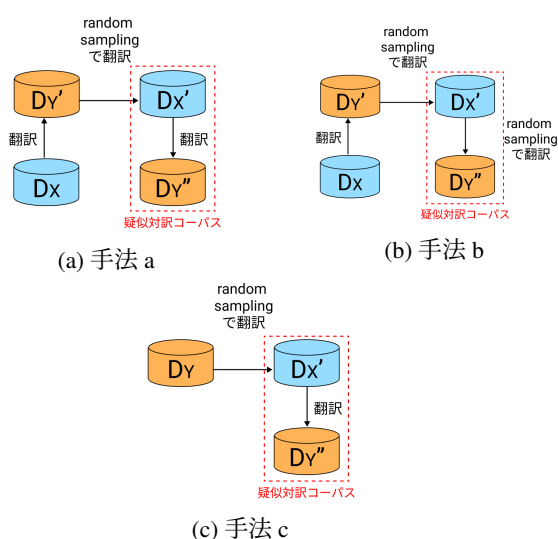 random
sampling
で翻訳
DY’
DX’
翻訳
翻訳
DX
DY”
疑似対訳コーパス
(a) 手法 a
random
sampling
で翻訳
DY’
DX’
翻訳
random
sampling
で翻訳
DX
DY”
疑似対訳コーパス
(b) 手法 b
random
sampling
で翻訳
DY
DX’
翻訳
DY”
疑似対訳コーパス
(c) 手法 c